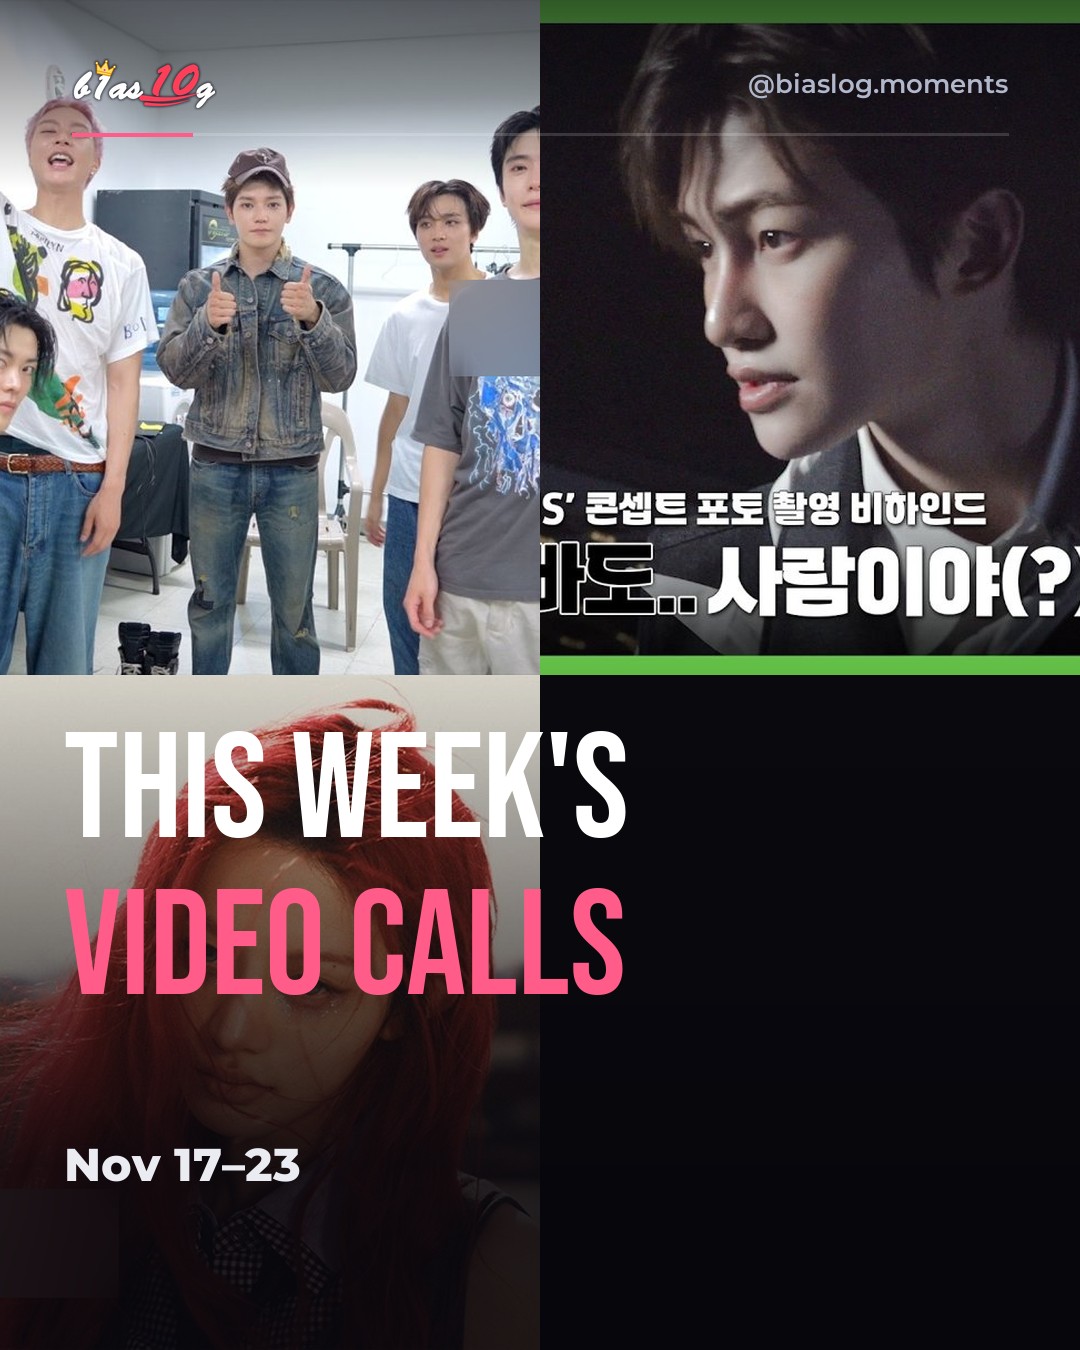 b1as10g
@biaslog.moments
S’ 콘셉트 포토 촬영 비하인드
바도.. 사람이야(?)
THIS WEEK'S
VIDEO CALLS
Nov 17–23